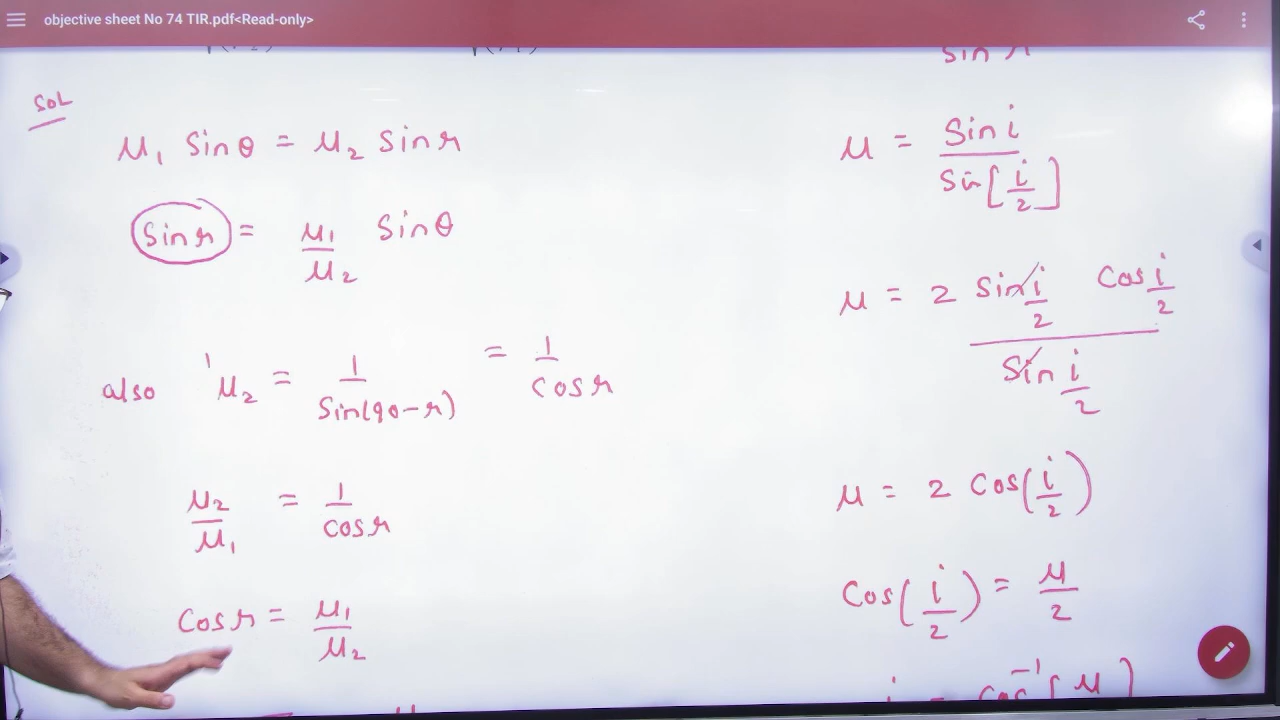 objective sheet No 74 TIR.pdf<Read-only>
SOL
μ₁ Sinθ = μ₂ Sinr
Sinr = μ₁/μ₂ Sinθ
also ¹μ₂ = 1/Sin(90-r) = 1/cosr
μ₂/μ₁ = 1/cosr
Cosr = μ₁/μ₂
μ = Sin i/Sin[i/2]
μ = 2 Sin i/2 Cos i/2 / Sin i/2
μ = 2 Cos(i/2)
Cos(i/2) = μ/2